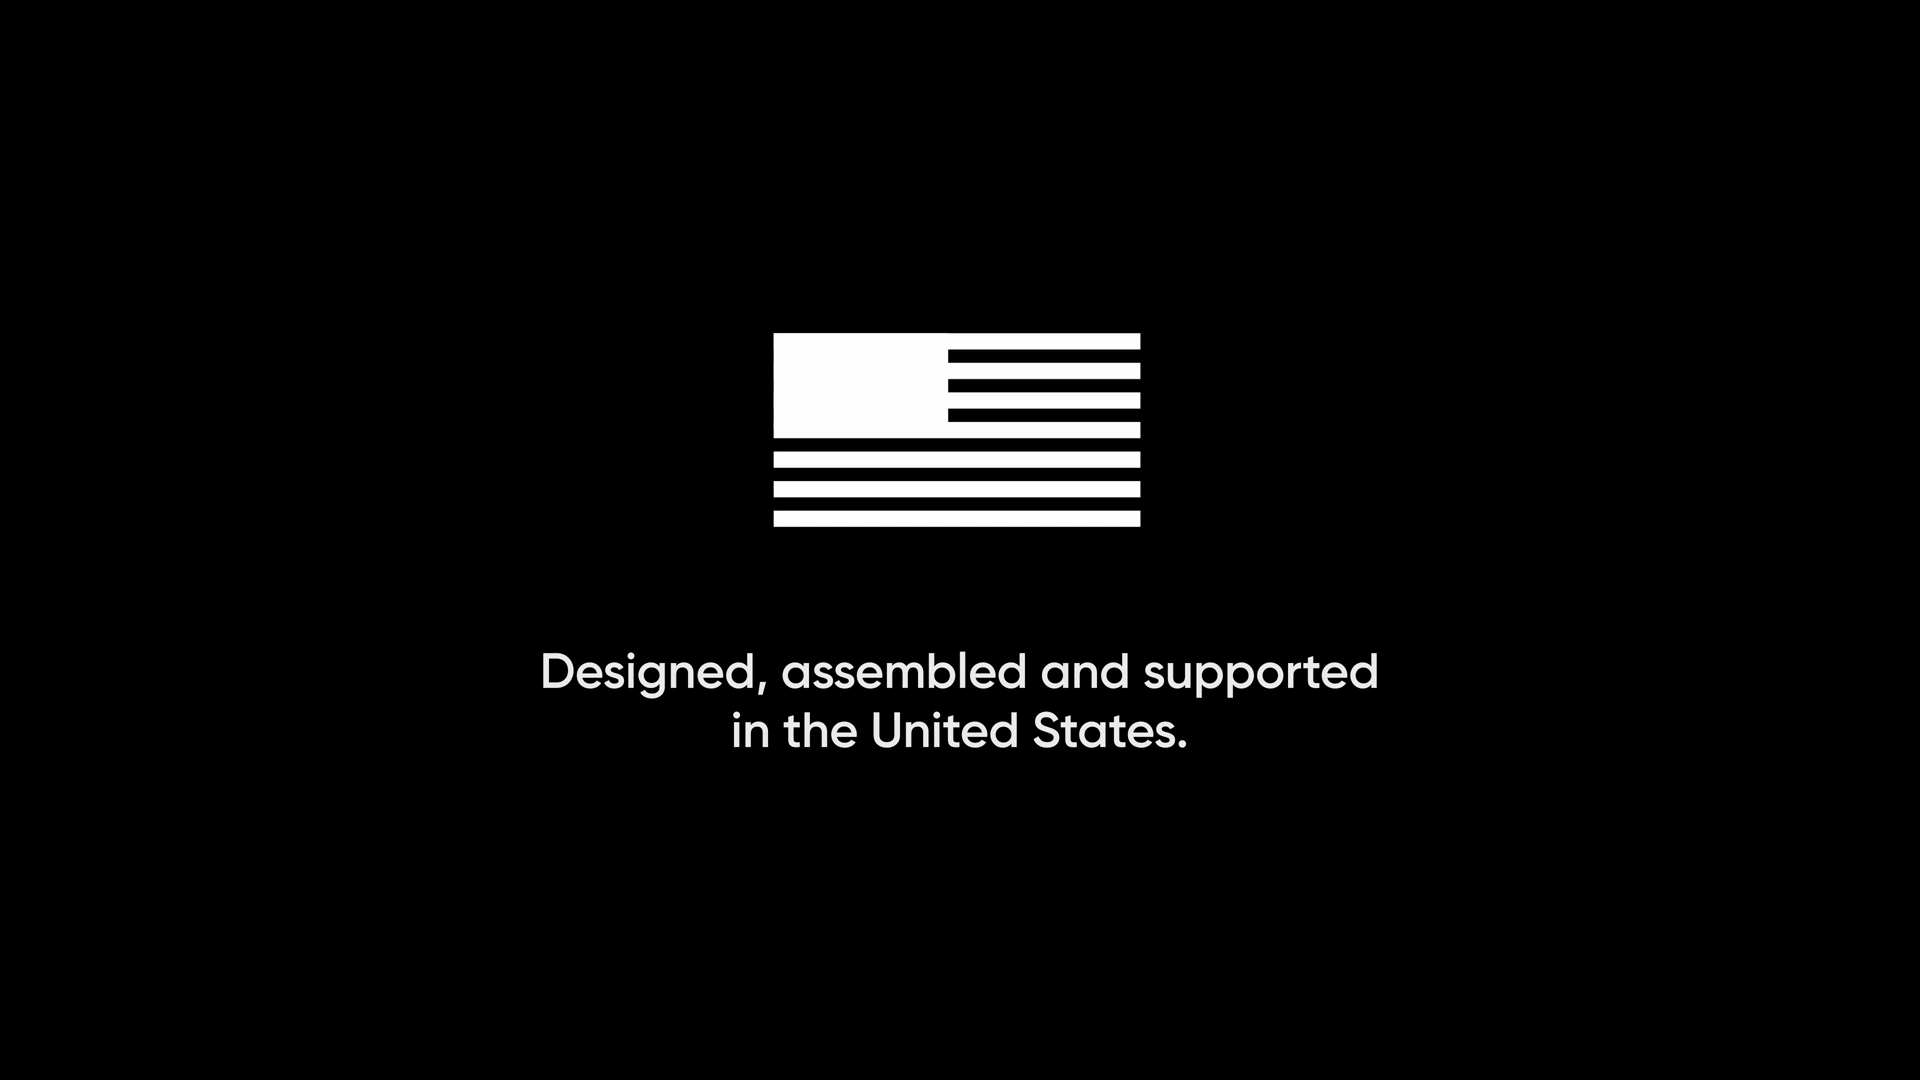 Designed, assembled and supported
in the United States.